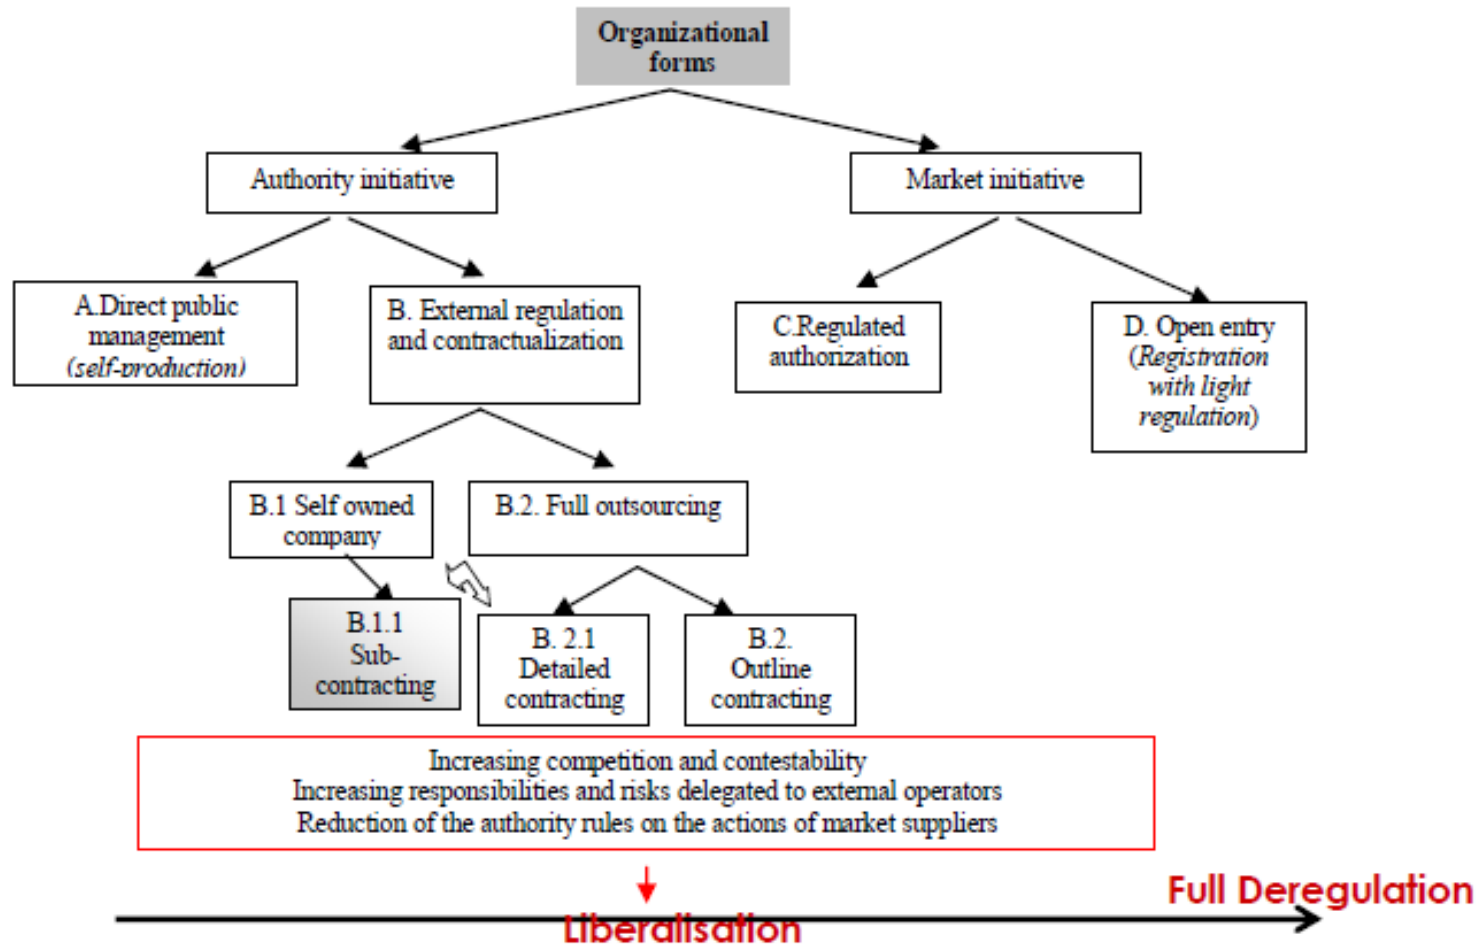 Organizational
forms
Authority initiative
Market initiative
A.Direct public
management
(self-production)
B. External regulation
and contractualization
C.Regulated
authorization
D. Open entry
(Registration
with light
regulation)
B.1 Self owned
company
B.2. Full outsourcing
B.1.1
Sub-
contracting
B. 2.1
Detailed
contracting
B.2.
Outline
contracting
Increasing competition and contestability
Increasing responsibilities and risks delegated to external operators
Reduction of the authority rules on the actions of market suppliers
Full Deregulation
Liberalisation